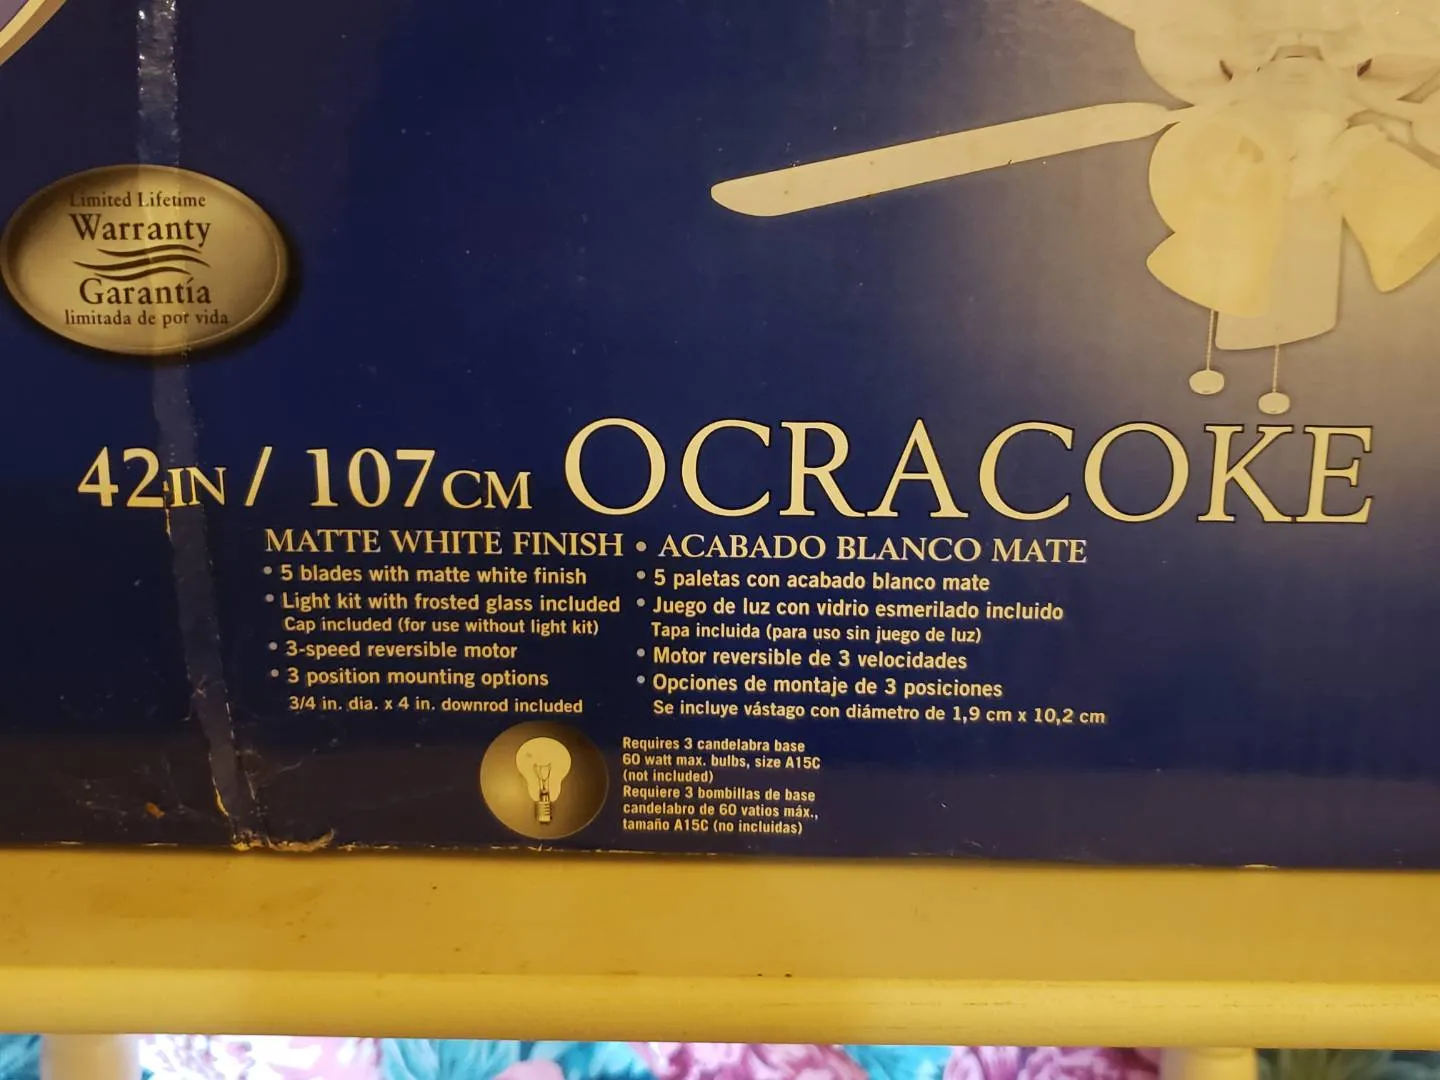 Limited Lifetime
Warranty
Garantía
limitada de por vida
42IN / 107CM OCRACOKE
MATTE WHITE FINISH • ACABADO BLANCO MATE
• 5 blades with matte white finish
• Light kit with frosted glass included
Cap included (for use without light kit)
• 3-speed reversible motor
• 3 position mounting options
3/4 in. dia. x 4 in. downrod included
• 5 paletas con acabado blanco mate
• Juego de luz con vidrio esmerilado incluido
Tapa incluida (para uso sin juego de luz)
• Motor reversible de 3 velocidades
• Opciones de montaje de 3 posiciones
Se incluye vástago con diámetro de 1,9 cm x 10,2 cm
Requires 3 candelabra base
60 watt max. bulbs, size A15C
(not included)
Requiere 3 bombillas de base
candelabro de 60 vatios máx.,
tamaño A15C (no incluidas)